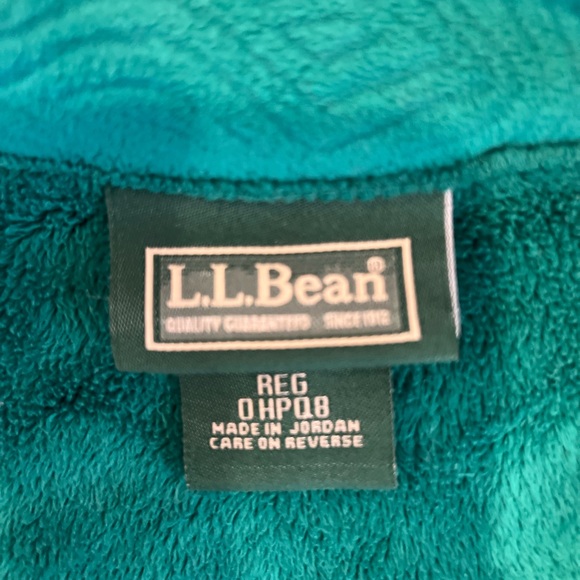 L.L.Bean®
QUALITY GUARANTEED SINCE 1912
REG
0HPQ8
MADE IN JORDAN
CARE ON REVERSE